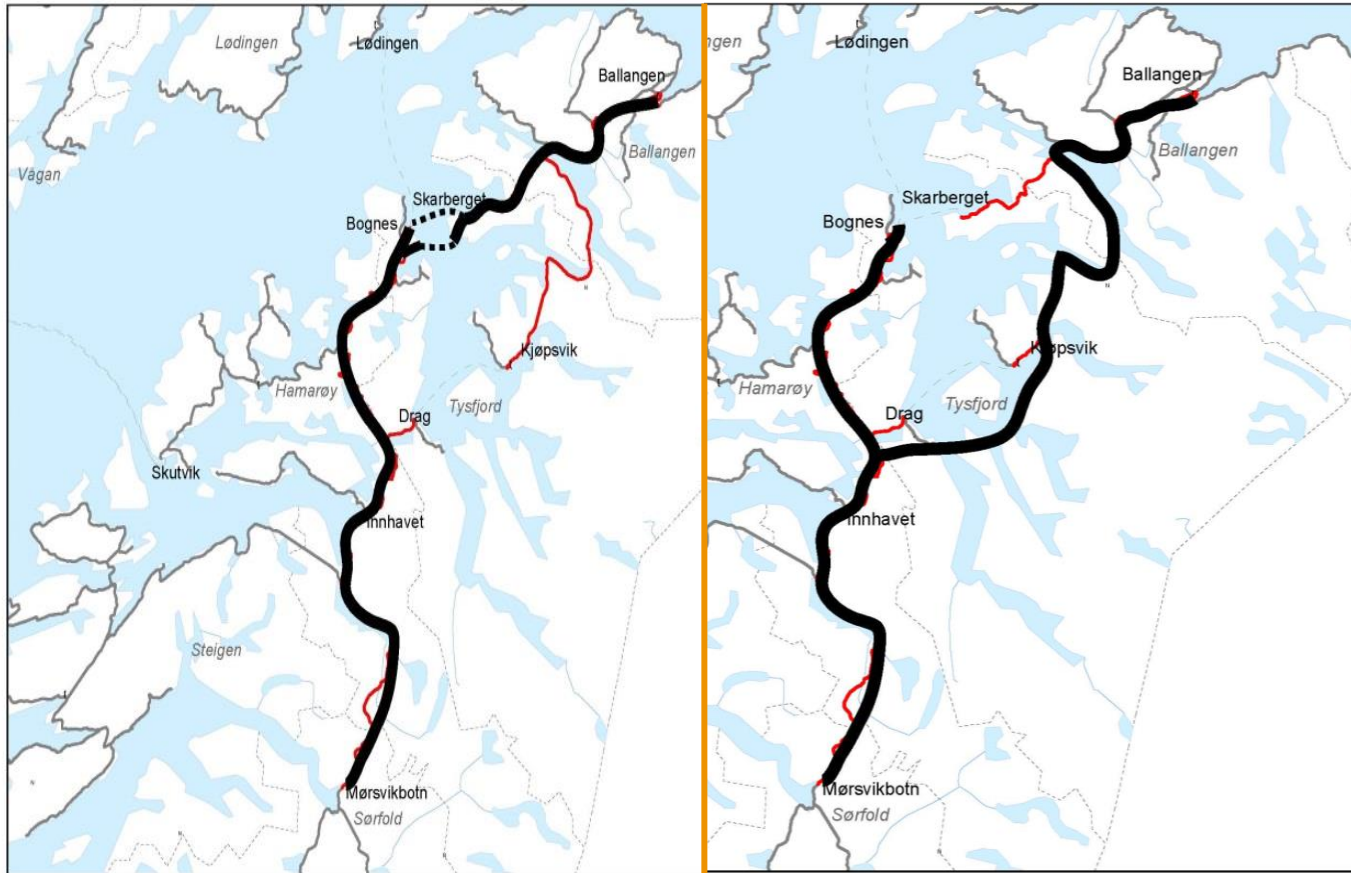 Lødingen
Lødingen
Ballangen
Ballangen
Vågan
Skarberget
Bognes
Kjøpsvik
Hamarøy
Drag
Tysfjord
Skutvik
Innhavet
Steigen
Mørsvikbotn
Sørfold
ingen
Lødingen
Ballangen
Ballangen
Skarberget
Bognes
Kjøpsvik
Hamarøy
Drag
Tysfjord
Innhavet
Mørsvikbotn
Sørfold